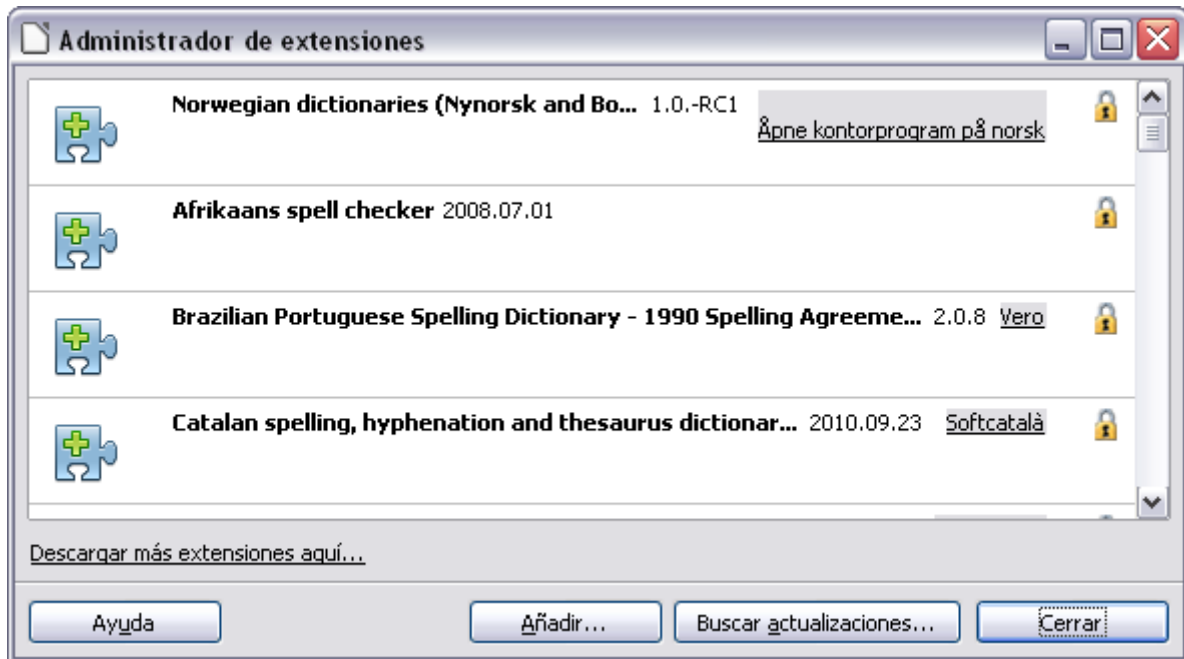 Administrador de extensiones
Norwegian dictionaries (Nynorsk and Bo... 1.0.-RC1
Åpne kontorprogram på norsk
Afrikaans spell checker 2008.07.01
Brazilian Portuguese Spelling Dictionary - 1990 Spelling Agreeme... 2.0.8 Vero
Catalan spelling, hyphenation and thesaurus dictionar... 2010.09.23 Softcatalà
Descargar más extensiones aquí...
Ayuda Añadir... Buscar actualizaciones... Cerrar